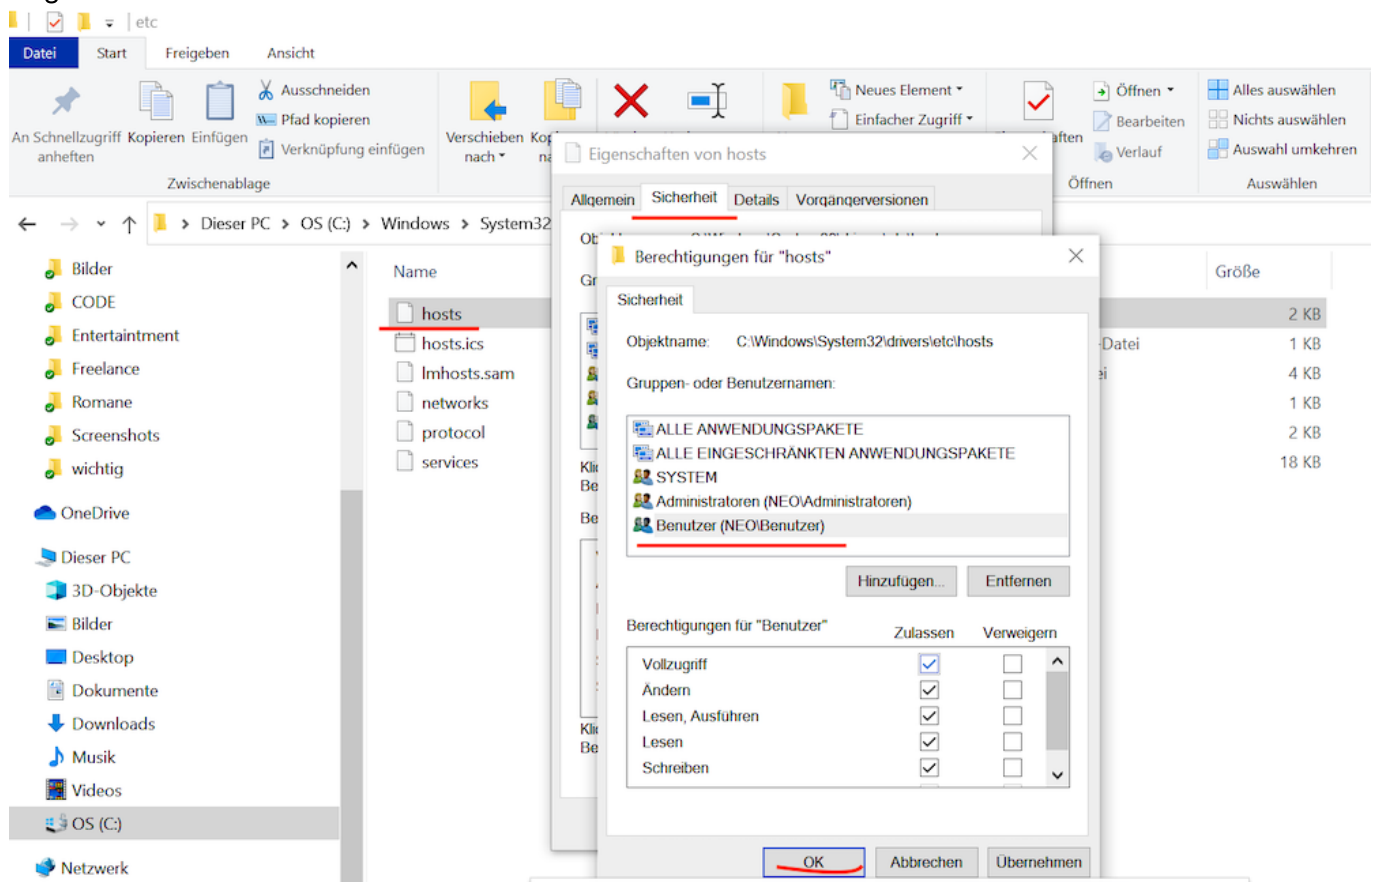 etc
Datei Start Freigeben Ansicht
An Schnellzugriff anheften
Kopieren
Einfügen
Ausschneiden
Pfad kopieren
Verknüpfung einfügen
Zwischenablage
Verschieben nach
Neues Element
Einfacher Zugriff
Öffnen
Bearbeiten
Verlauf
Öffnen
Alles auswählen
Nichts auswählen
Auswahl umkehren
Auswählen
Dieser PC > OS (C:) > Windows > System32
Bilder
CODE
Entertaintment
Freelance
Romane
Screenshots
wichtig
OneDrive
Dieser PC
3D-Objekte
Bilder
Desktop
Dokumente
Downloads
Musik
Videos
OS (C:)
Netzwerk
Name
hosts
hosts.ics
lmhosts.sam
networks
protocol
services
Größe
2 KB
-Datei 1 KB
4 KB
1 KB
2 KB
18 KB
Eigenschaften von hosts
Allgemein Sicherheit Details Vorgängerversionen
Berechtigungen für "hosts"
Sicherheit
Objektname: C:\Windows\System32\drivers\etc\hosts
Gruppen- oder Benutzernamen:
ALLE ANWENDUNGSPAKETE
ALLE EINGESCHRÄNKTEN ANWENDUNGSPAKETE
SYSTEM
Administratoren (NEO\Administratoren)
Benutzer (NEO\Benutzer)
Hinzufügen... Entfernen
Berechtigungen für "Benutzer" Zulassen Verweigern
Vollzugriff
Ändern
Lesen, Ausführen
Lesen
Schreiben
OK Abbrechen Übernehmen